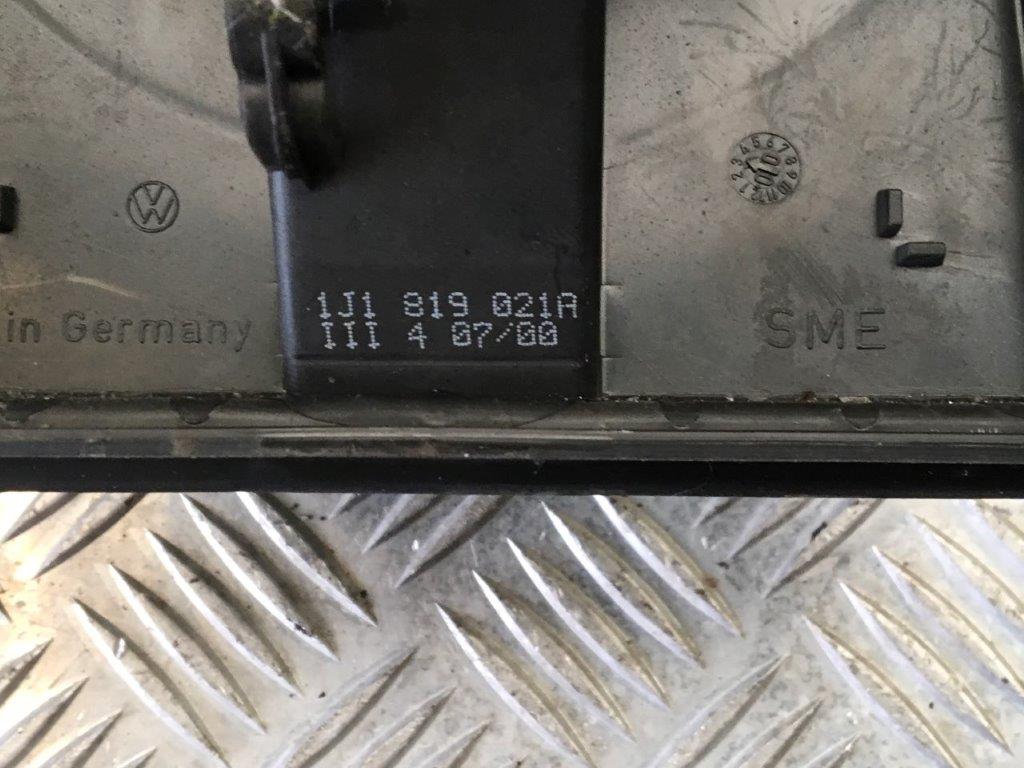 1J1 819 021A
III 4 07/00
in Germany
SME